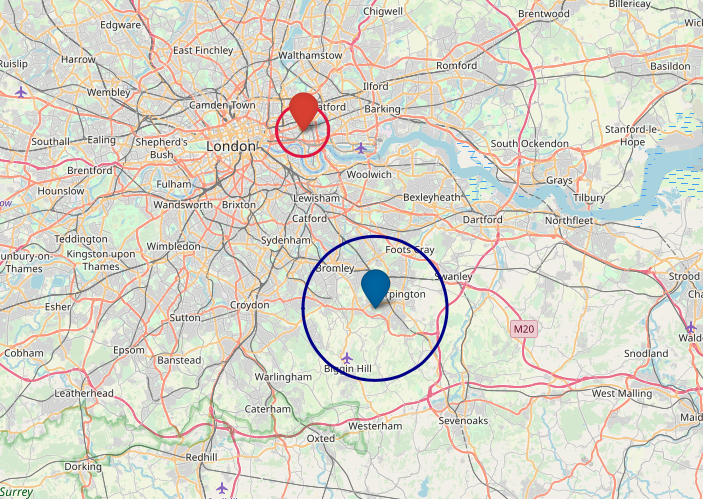 Chigwell
Billericay
Brentwood
Edgware
East Finchley
Walthamstow
Harrow
Romford
Ruislip
Basildon
Wembley
Ilford
Camden Town
Barking
Southall
Ealing
Shepherd's
Bush
Stanford-le-
Hope
London
South Ockendon
Brentford
Woolwich
Fulham
Grays
Hounslow
Wandsworth
Brixton
Lewisham
Bexleyheath
Tilbury
Catford
Dartford
Northfleet
Teddington
Wimbledon
Sydenham
Kingston upon
Thames
Foots Cray
Bromley
Swanley
Strood
Esher
Croydon
Sutton
M20
Cobham
Epsom
Banstead
Snodland
Biggin Hill
Warlingham
Leatherhead
West Malling
Caterham
Sevenoaks
Westerham
Oxted
Redhill
Dorking
Surrey